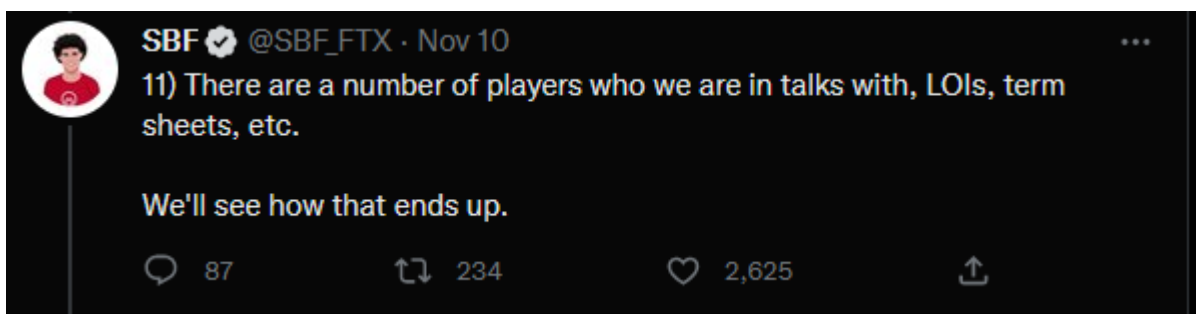 SBF @SBF_FTX · Nov 10
11) There are a number of players who we are in talks with, LOIs, term
sheets, etc.
We'll see how that ends up.
87 234 2,625